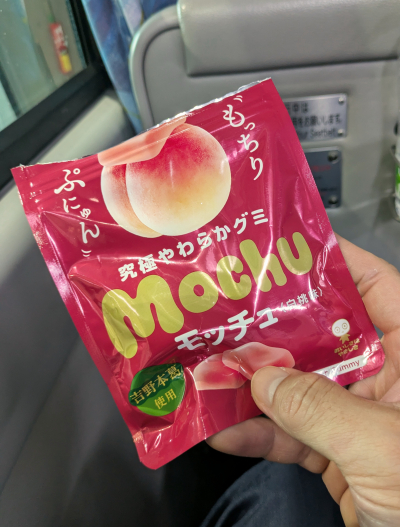 もっちり
ぷにゅんこ
究極やわらかグミ
Mochu
モッチュ(白桃味)
吉野本葛
使用